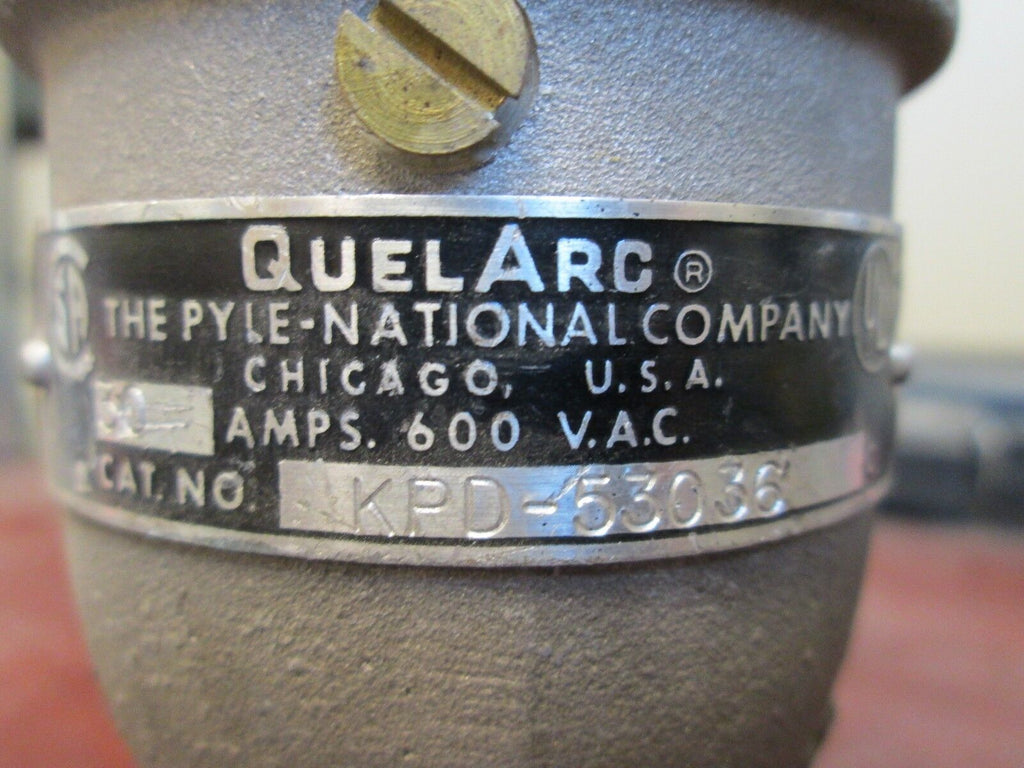 QUELARC ®
THE PYLE-NATIONAL COMPANY
CHICAGO, U.S.A.
AMPS. 600 V.A.C.
CAT. NO. KPD-53036